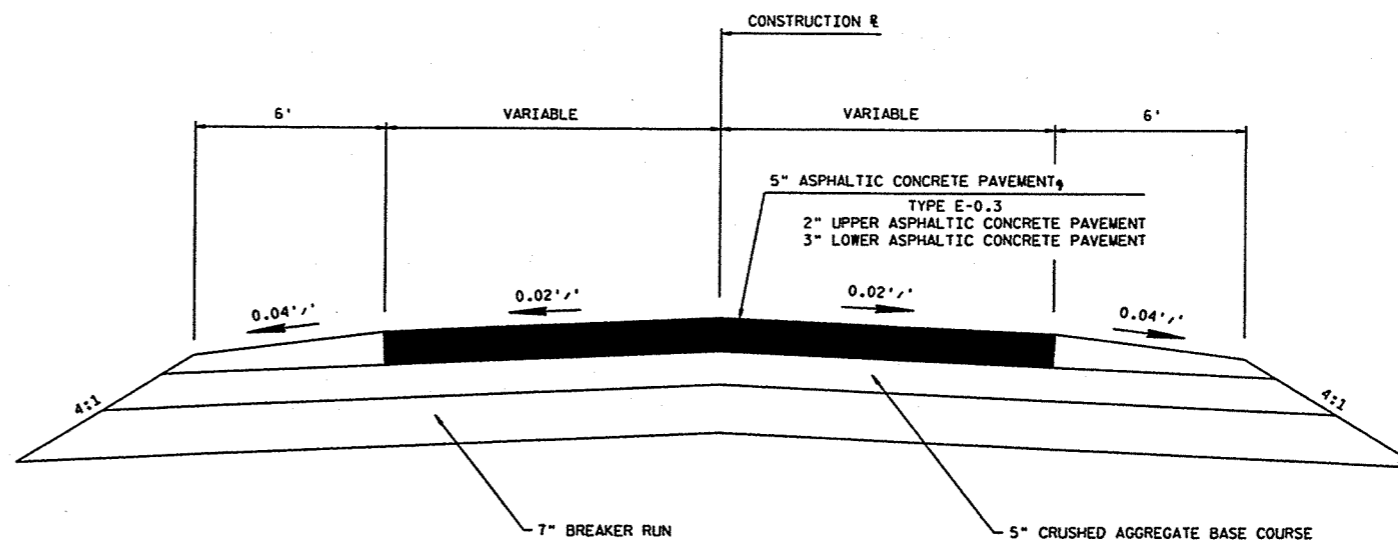 CONSTRUCTION ℄
6'
VARIABLE
VARIABLE
6'
5" ASPHALTIC CONCRETE PAVEMENT,
TYPE E-0.3
2" UPPER ASPHALTIC CONCRETE PAVEMENT
3" LOWER ASPHALTIC CONCRETE PAVEMENT
0.04'/'
0.02'/'
0.02'/'
0.04'/'
4:1
4:1
7" BREAKER RUN
5" CRUSHED AGGREGATE BASE COURSE